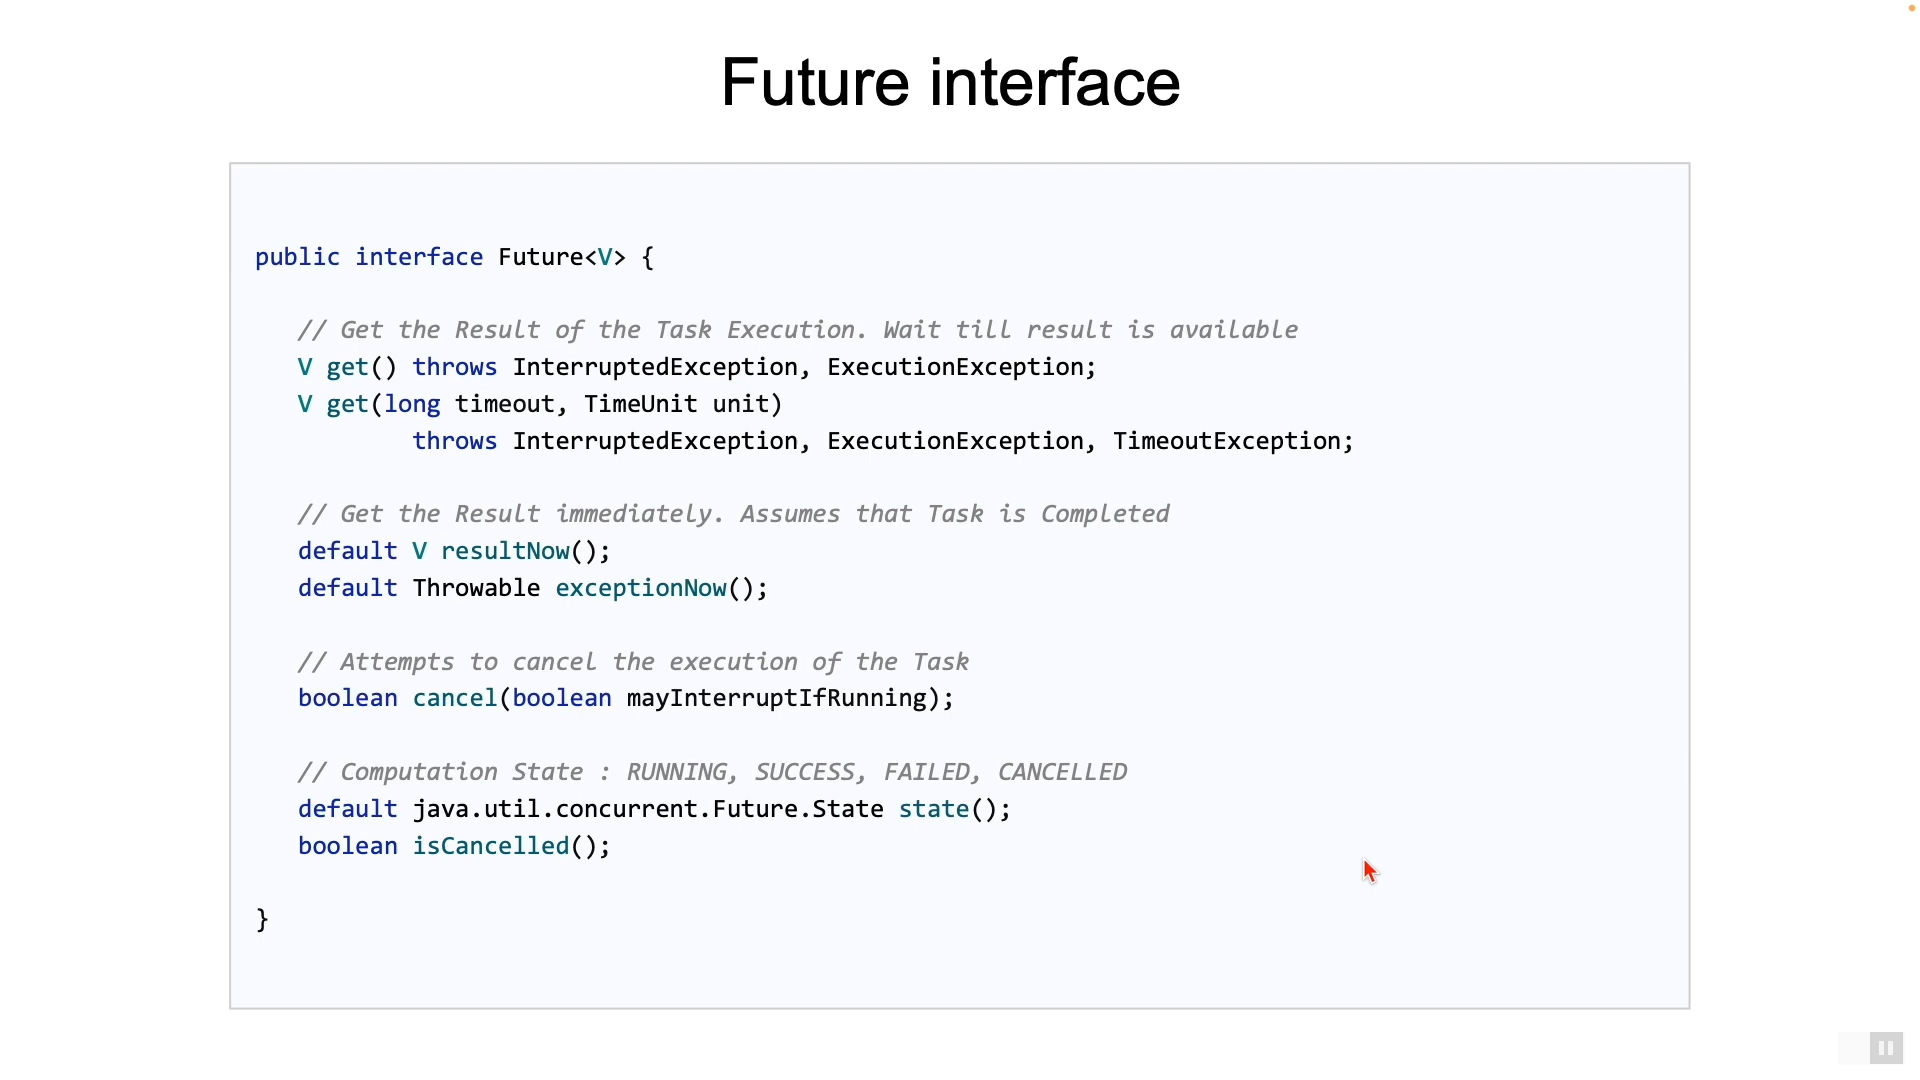 Future interface
public interface Future<V> {
// Get the Result of the Task Execution. Wait till result is available
V get() throws InterruptedException, ExecutionException;
V get(long timeout, TimeUnit unit)
throws InterruptedException, ExecutionException, TimeoutException;
// Get the Result immediately. Assumes that Task is Completed
default V resultNow();
default Throwable exceptionNow();
// Attempts to cancel the execution of the Task
boolean cancel(boolean mayInterruptIfRunning);
// Computation State : RUNNING, SUCCESS, FAILED, CANCELLED
default java.util.concurrent.Future.State state();
boolean isCancelled();
}